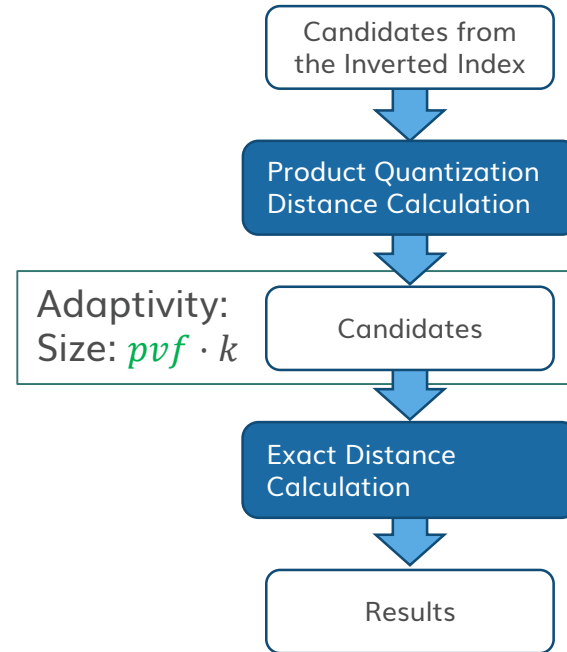 Candidates from
the Inverted Index
Product Quantization
Distance Calculation
Adaptivity:
Size: pvf · k
Candidates
Exact Distance
Calculation
Results